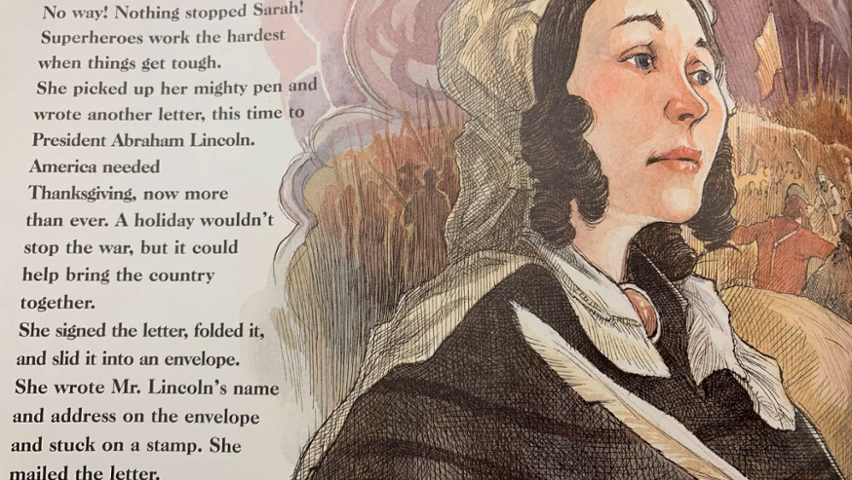 No way! Nothing stopped Sarah!
Superheroes work the hardest
when things get tough.
She picked up her mighty pen and
wrote another letter, this time to
President Abraham Lincoln.
America needed
Thanksgiving, now more
than ever. A holiday wouldn't
stop the war, but it could
help bring the country
together.
She signed the letter, folded it,
and slid it into an envelope.
She wrote Mr. Lincoln's name
and address on the envelope
and stuck on a stamp. She
mailed the letter.